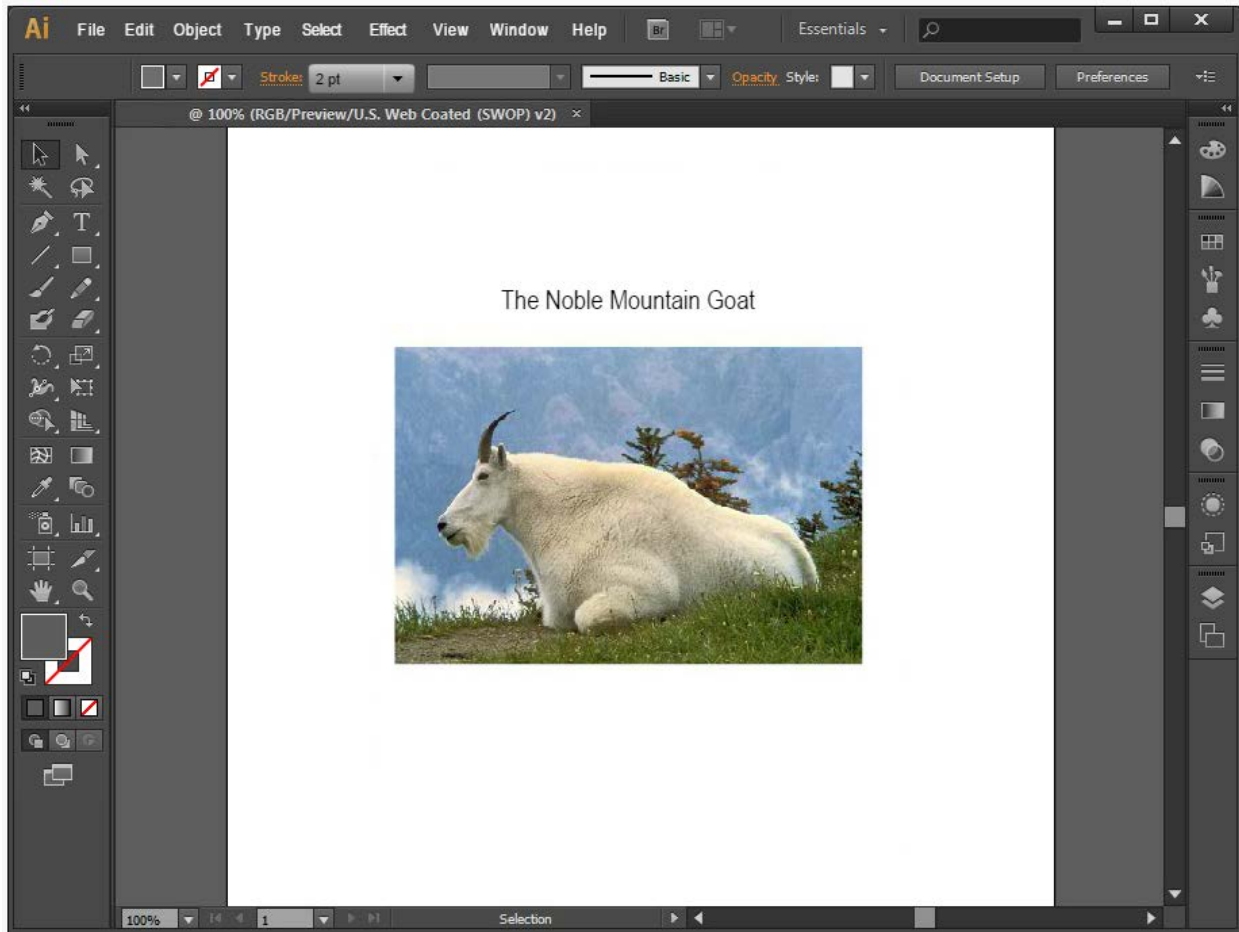 Ai File Edit Object Type Select Effect View Window Help Br Essentials
Stroke: 2 pt Basic Opacity Style: Document Setup Preferences
@ 100% (RGB/Preview/U.S. Web Coated (SWOP) v2) ×
T
The Noble Mountain Goat
100% 1 Selection